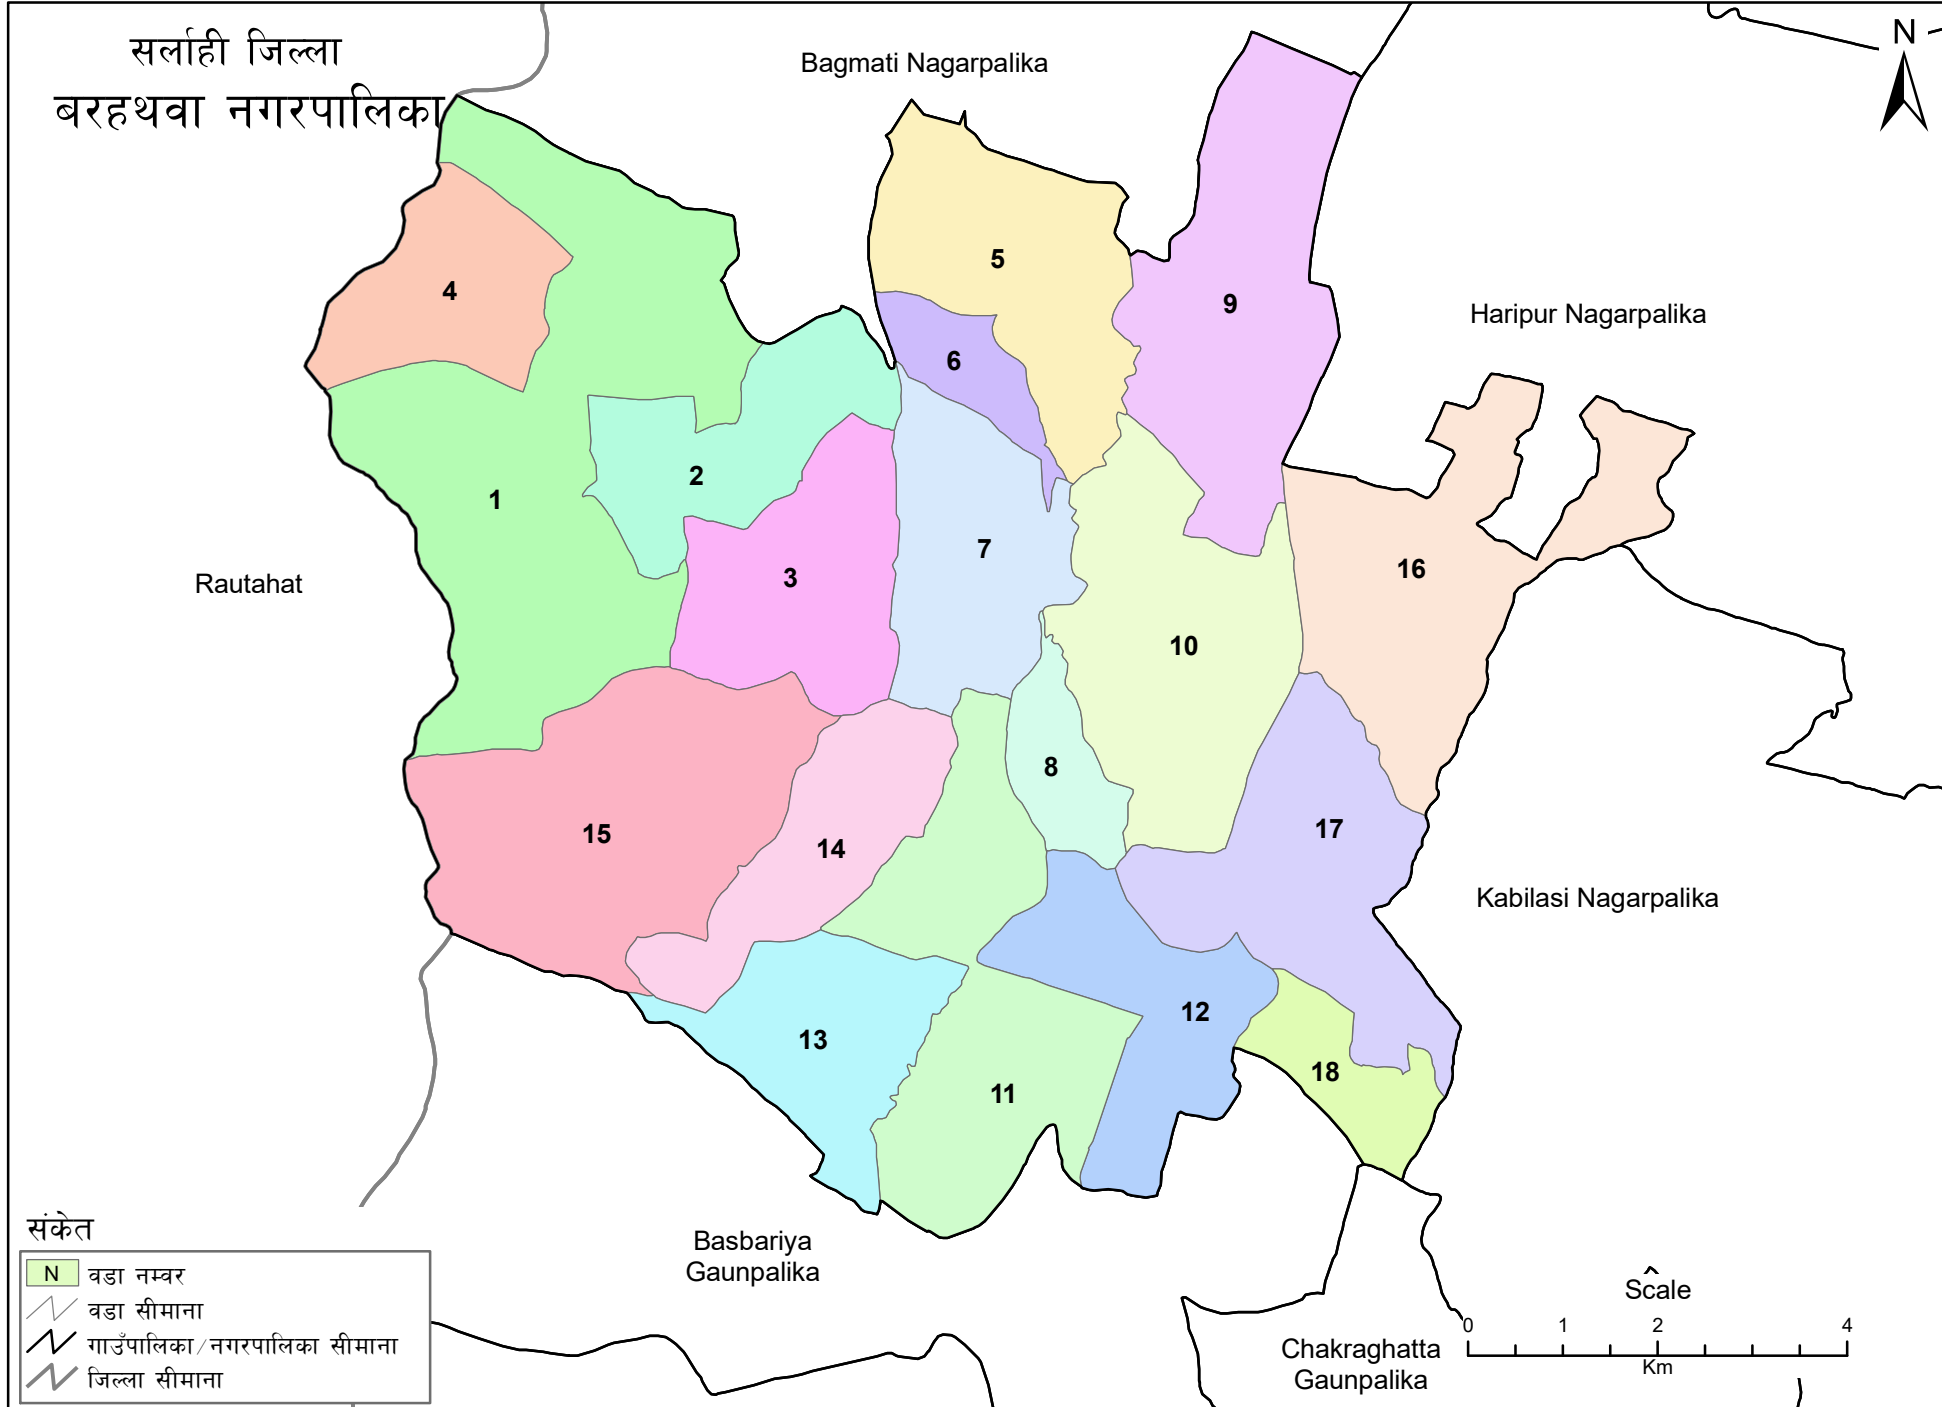 सर्लाही जिल्ला
बरहथवा नगरपालिका
Bagmati Nagarpalika
N
5
4
9
Haripur Nagarpalika
6
2
1
7
16
3
Rautahat
10
8
17
15
14
Kabilasi Nagarpalika
12
13
18
11
संकेत
N वडा नम्वर
वडा सीमाना
गाउँपालिका/नगरपालिका सीमाना
जिल्ला सीमाना
Basbariya
Gaunpalika
Chakraghatta
Gaunpalika
Scale
0 1 2 4
Km